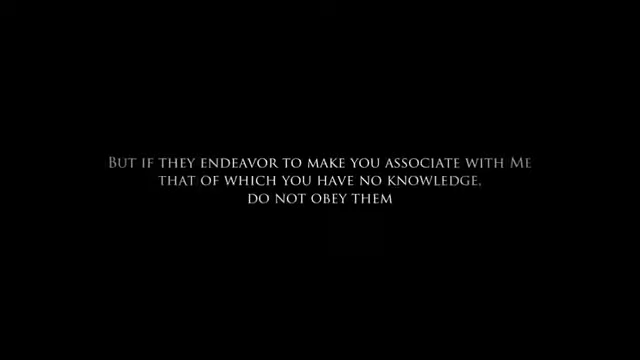 But if they endeavor to make you associate with Me
that of which you have no knowledge,
do not obey them